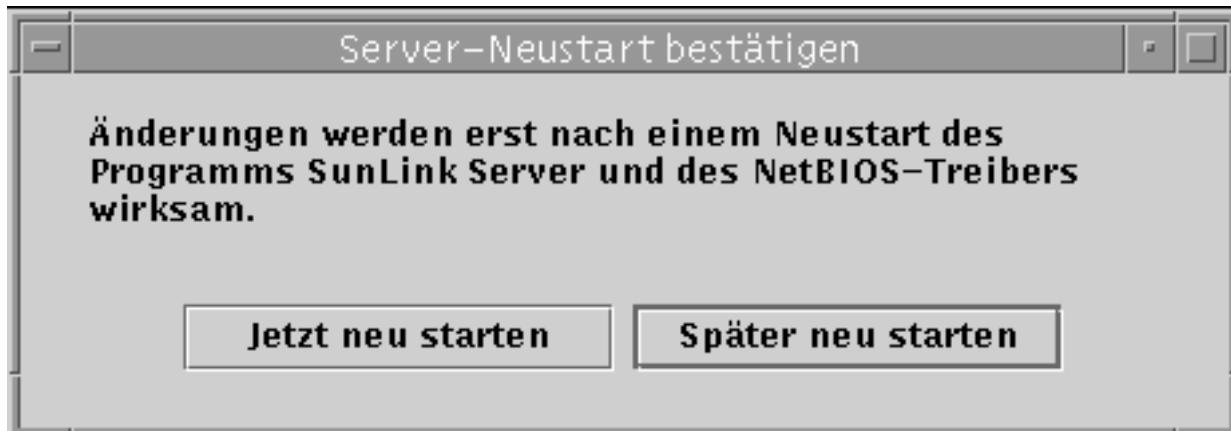 Server-Neustart bestätigen
Änderungen werden erst nach einem Neustart des
Programms SunLink Server und des NetBIOS-Treibers
wirksam.
Jetzt neu starten
Später neu starten